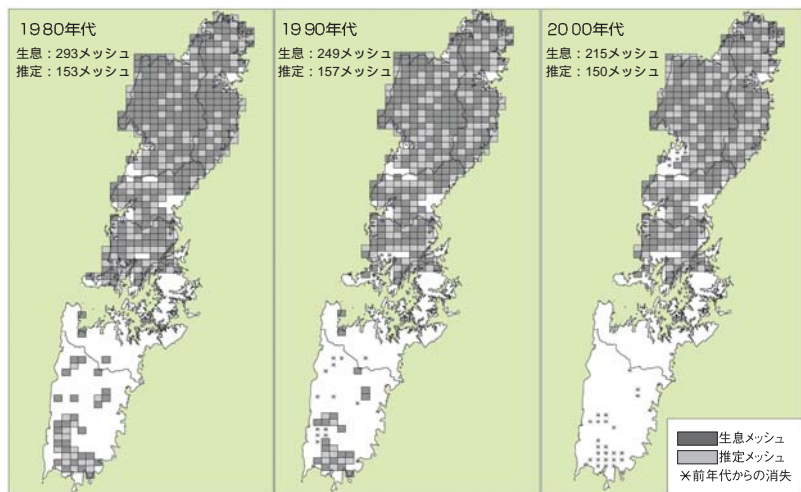 1980年代
生息：293メッシュ
推定：153メッシュ
1990年代
生息：249メッシュ
推定：157メッシュ
2000年代
生息：215メッシュ
推定：150メッシュ
生息メッシュ
推定メッシュ
＊前年代からの消失